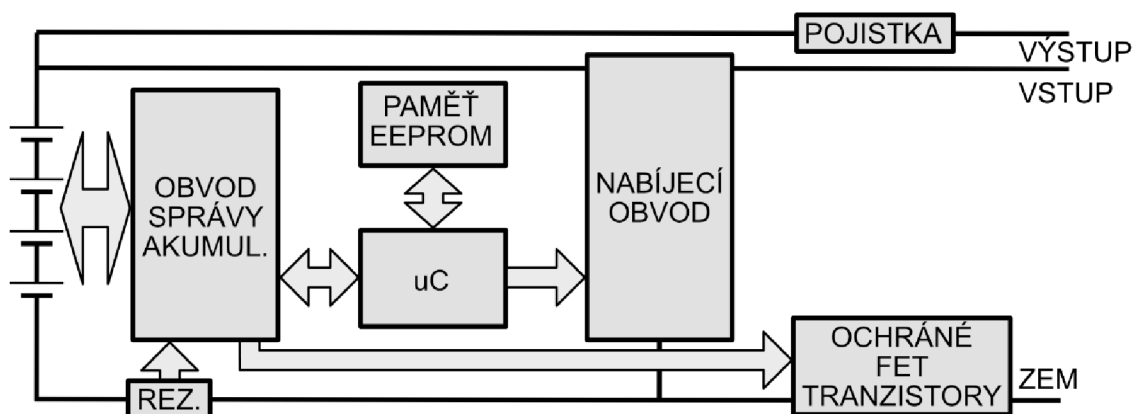 POJISTKA
VÝSTUP
VSTUP
PAMĚŤ
EEPROM
OBVOD
SPRÁVY
AKUMUL.
NABÍJECÍ
OBVOD
uC
OCHRÁNÉ
FET
TRANZISTORY
ZEM
REZ.